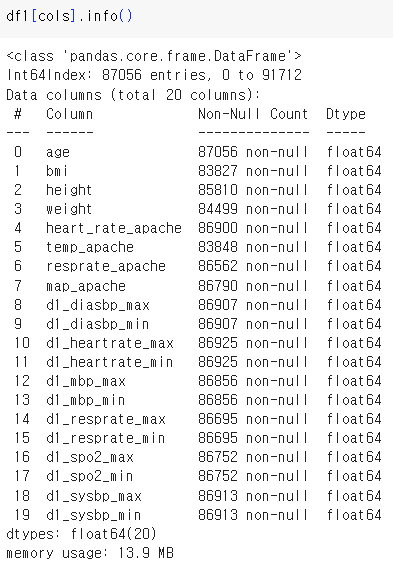 df1[cols].info()
<class 'pandas.core.frame.DataFrame'>
Int64Index: 87056 entries, 0 to 91712
Data columns (total 20 columns):
 #   Column            Non-Null Count  Dtype
---  ------            --------------  -----
 0   age               87056 non-null  float64
 1   bmi               83827 non-null  float64
 2   height            85810 non-null  float64
 3   weight            84499 non-null  float64
 4   heart_rate_apache 86900 non-null  float64
 5   temp_apache       83848 non-null  float64
 6   resprate_apache   86562 non-null  float64
 7   map_apache        86790 non-null  float64
 8   d1_diasbp_max     86907 non-null  float64
 9   d1_diasbp_min     86907 non-null  float64
 10  d1_heartrate_max  86925 non-null  float64
 11  d1_heartrate_min  86925 non-null  float64
 12  d1_mbp_max        86856 non-null  float64
 13  d1_mbp_min        86856 non-null  float64
 14  d1_resprate_max   86695 non-null  float64
 15  d1_resprate_min   86695 non-null  float64
 16  d1_spo2_max       86752 non-null  float64
 17  d1_spo2_min       86752 non-null  float64
 18  d1_sysbp_max      86913 non-null  float64
 19  d1_sysbp_min      86913 non-null  float64
dtypes: float64(20)
memory usage: 13.9 MB